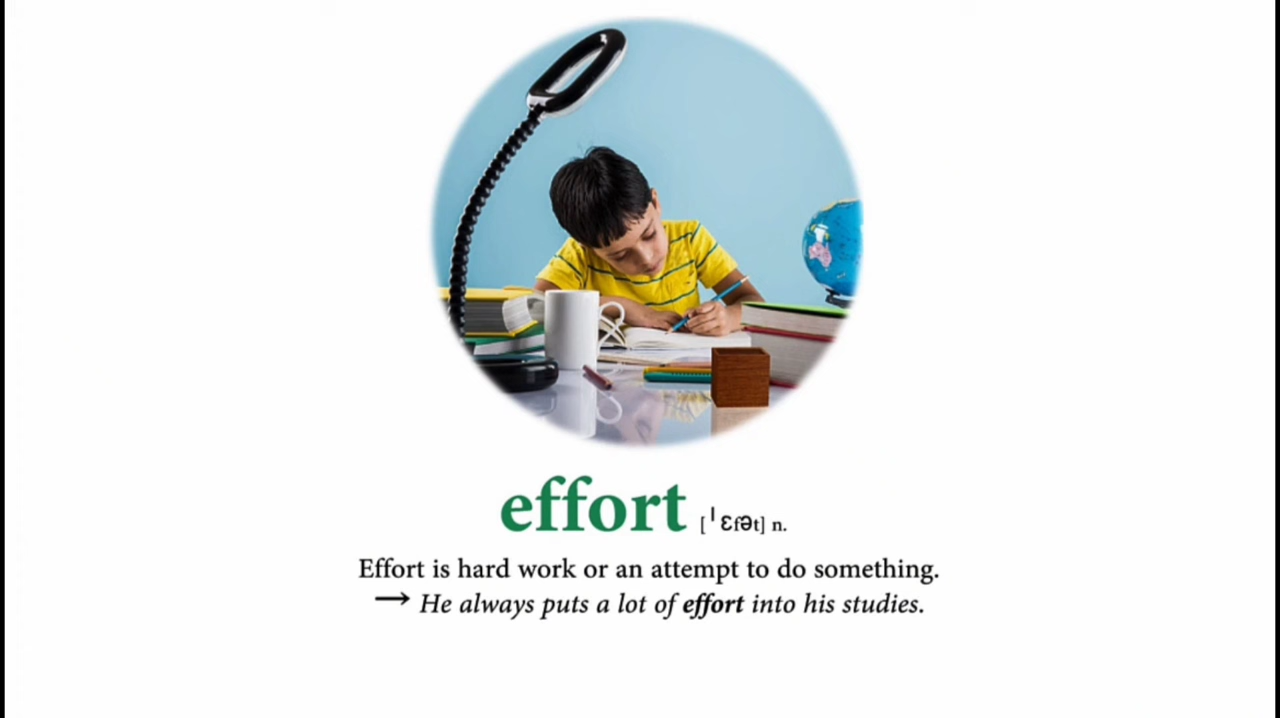 effort [ˈɛfət] n.
Effort is hard work or an attempt to do something.
→ He always puts a lot of effort into his studies.